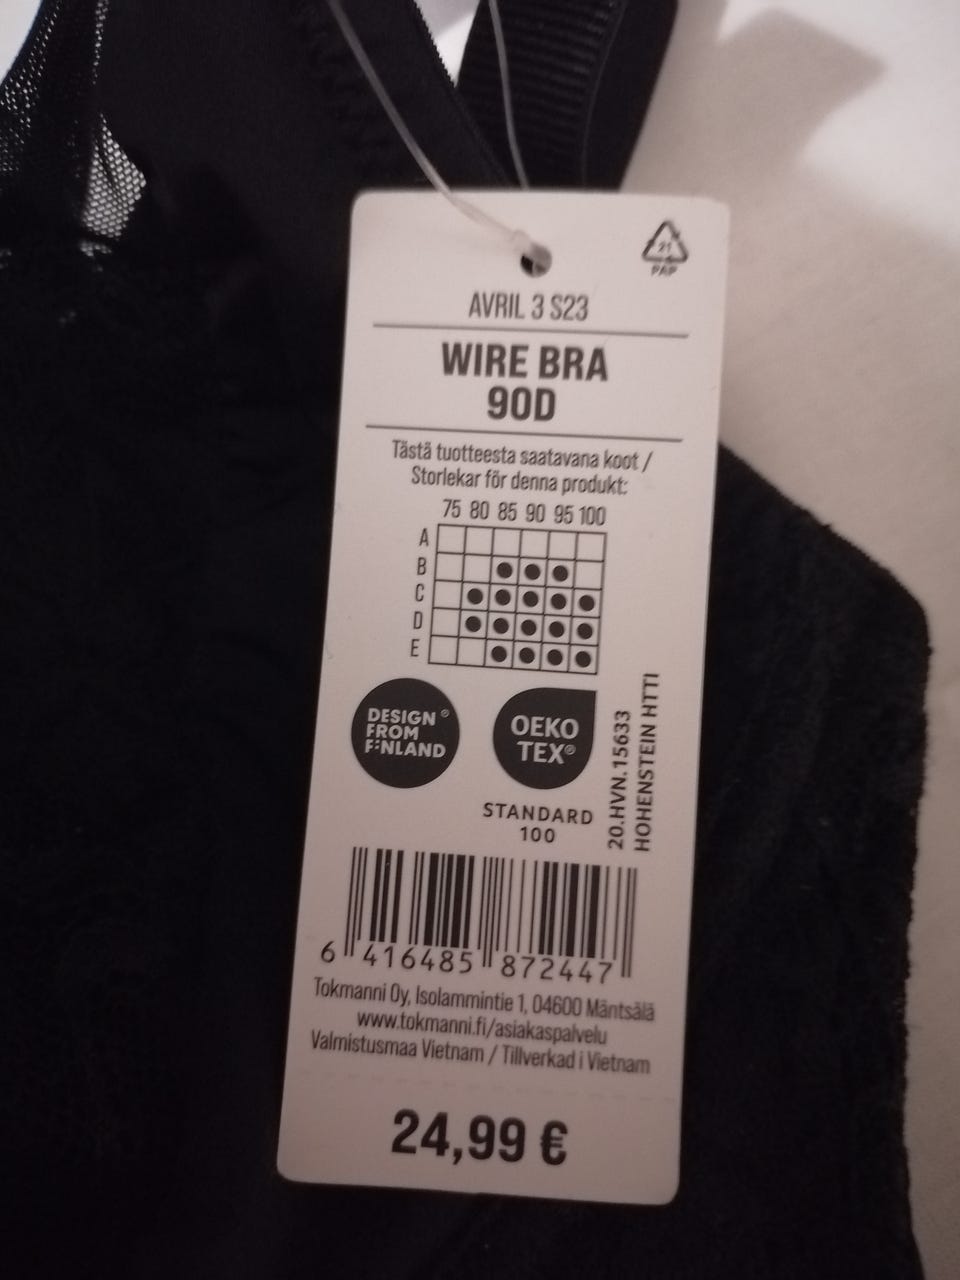 21
PAP
AVRIL 3 S23
WIRE BRA
90D
Tästä tuotteesta saatavana koot /
Storlekar för denna produkt:
75 80 85 90 95 100
A
B
C
D
E
DESIGN ®
FROM
FINLAND
OEKO
TEX®
STANDARD
100
20.HVN.15633
HOHENSTEIN HTTI
6 416485 872447
Tokmanni Oy, Isolammintie 1, 04600 Mäntsälä
www.tokmanni.fi/asiakaspalvelu
Valmistusmaa Vietnam / Tillverkad i Vietnam
24,99 €